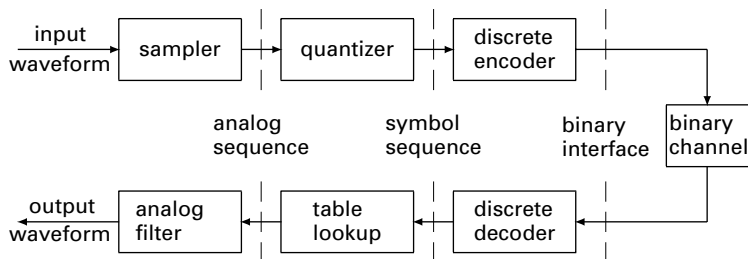 input
waveform
sampler
quantizer
discrete
encoder
analog
sequence
symbol
sequence
binary
interface
binary
channel
output
waveform
analog
filter
table
lookup
discrete
decoder